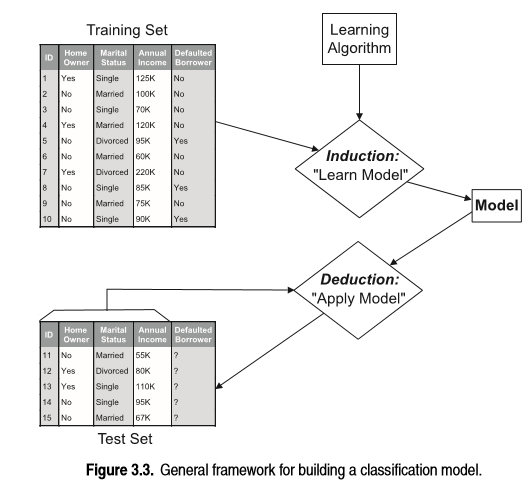 Training Set
ID Home Owner Marital Status Annual Income Defaulted Borrower
1 Yes Single 125K No
2 No Married 100K No
3 No Single 70K No
4 Yes Married 120K No
5 No Divorced 95K Yes
6 No Married 60K No
7 Yes Divorced 220K No
8 No Single 85K Yes
9 No Married 75K No
10 No Single 90K Yes
Learning
Algorithm
Induction:
"Learn Model"
Model
Deduction:
"Apply Model"
ID Home Owner Marital Status Annual Income Defaulted Borrower
11 No Married 55K ?
12 Yes Divorced 80K ?
13 Yes Single 110K ?
14 No Single 95K ?
15 No Married 67K ?
Test Set
Figure 3.3. General framework for building a classification model.